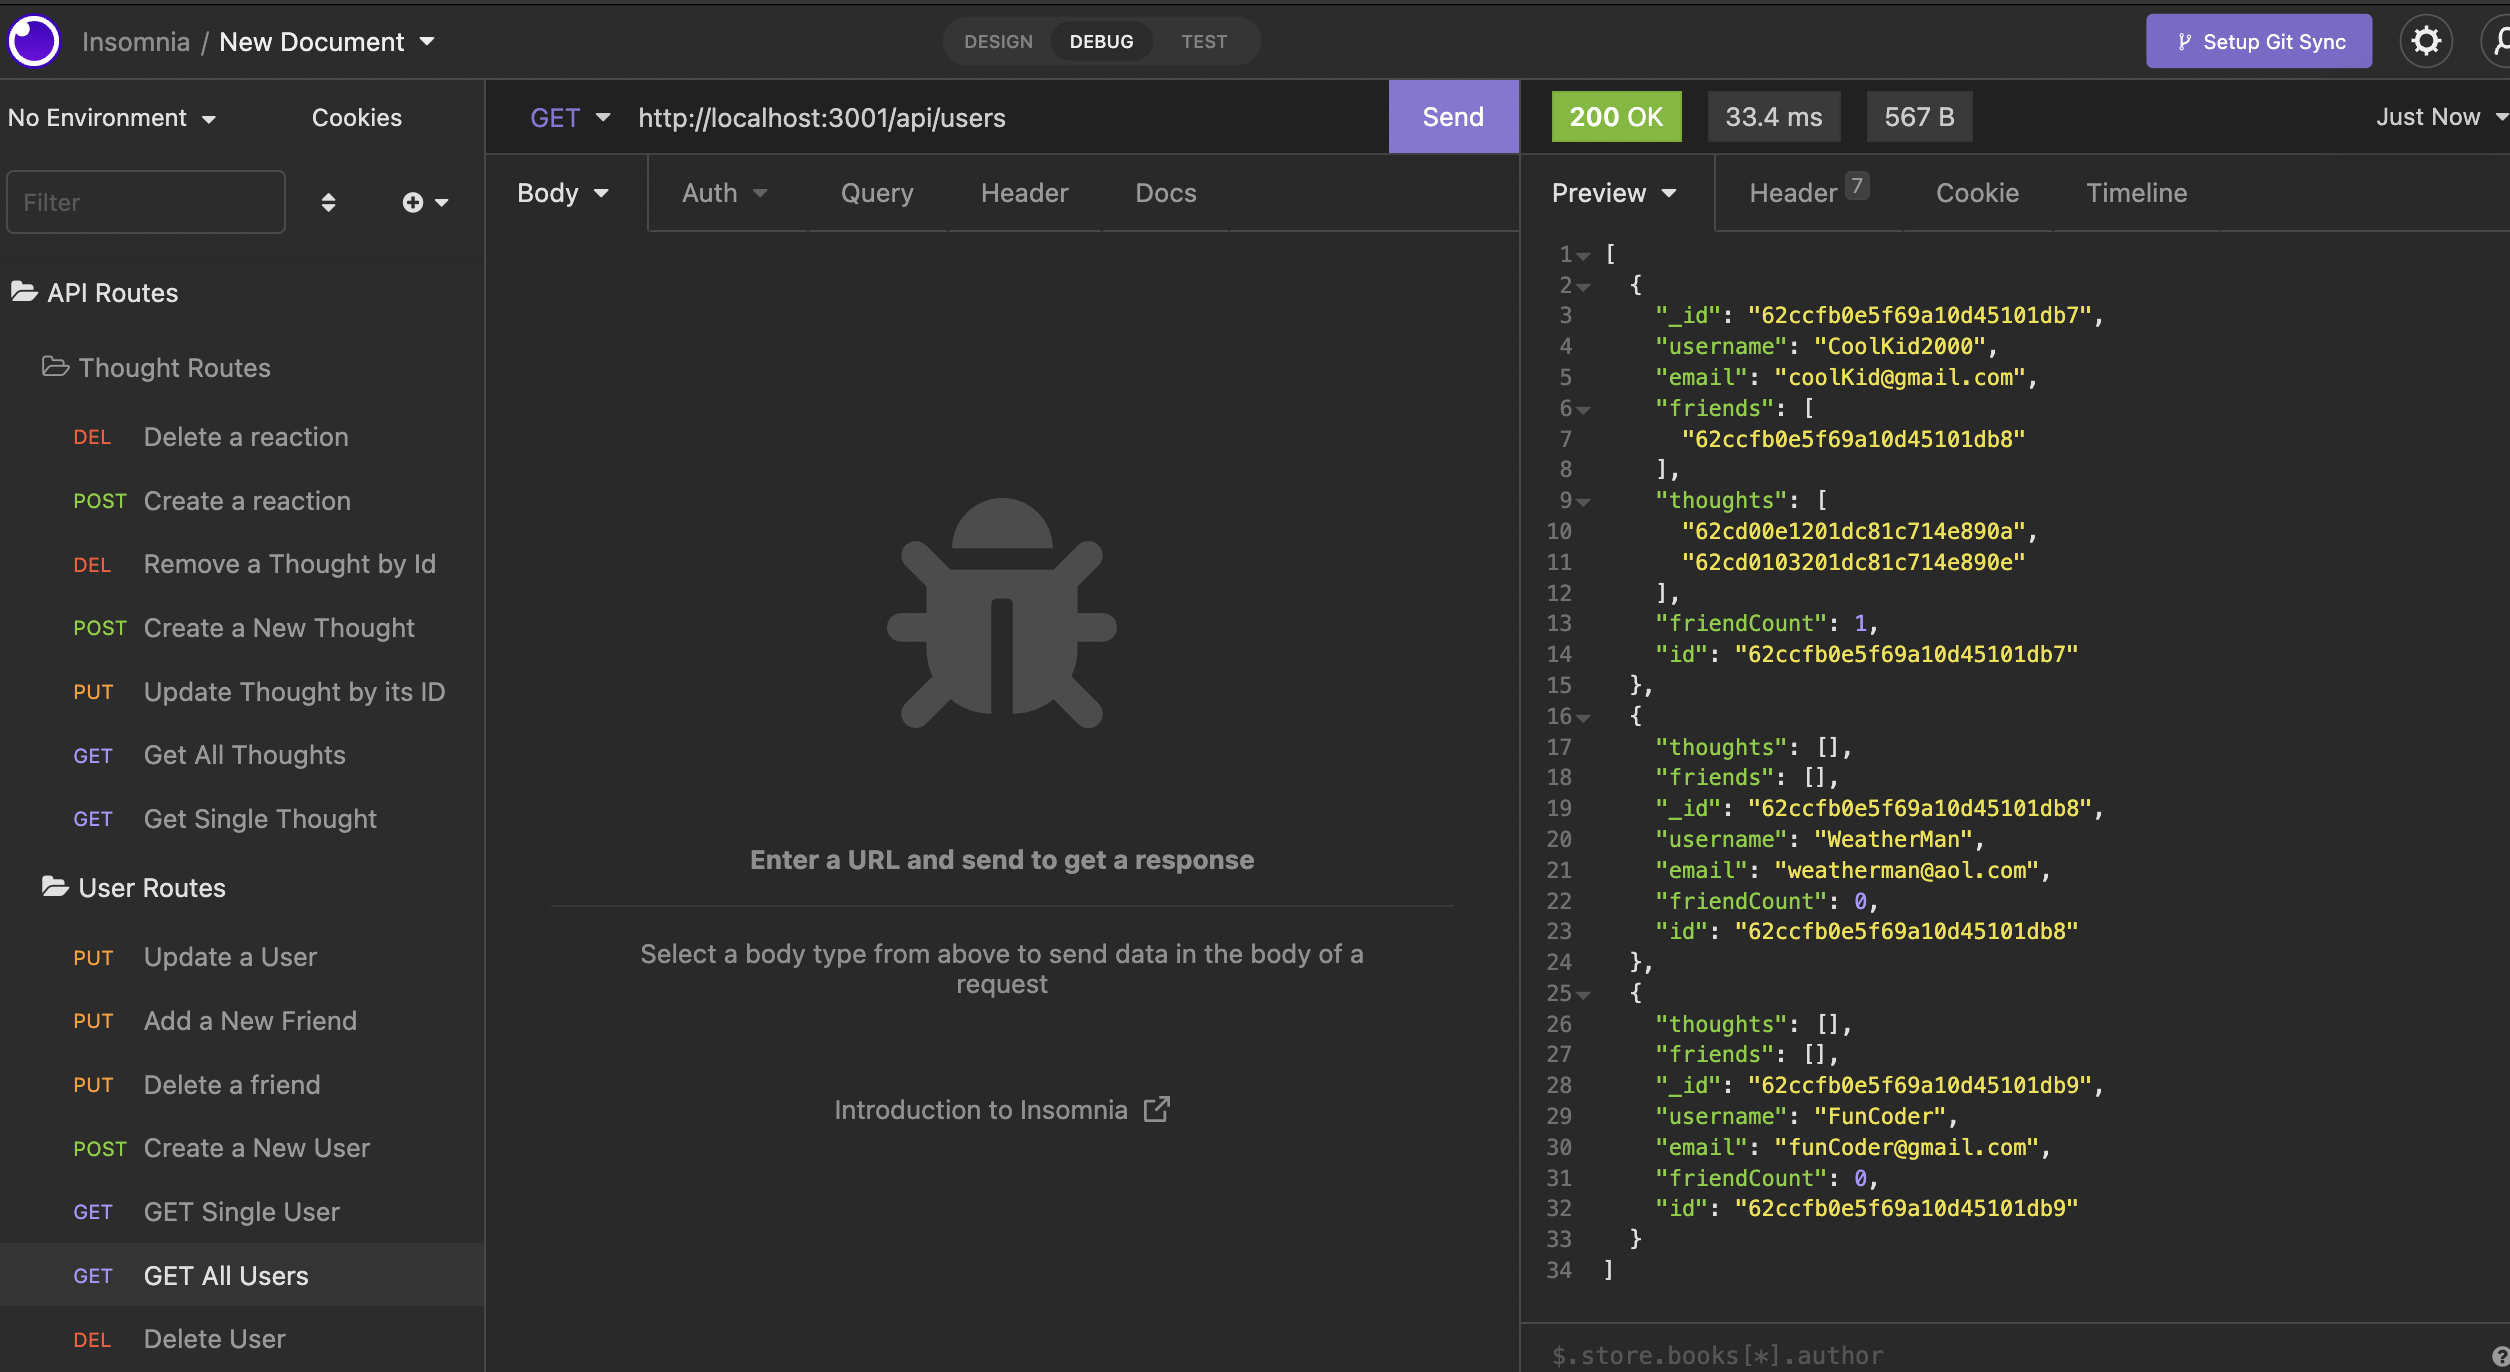 Insomnia / New Document
DESIGN DEBUG TEST
Setup Git Sync
No Environment Cookies
Filter
API Routes
Thought Routes
DEL Delete a reaction
POST Create a reaction
DEL Remove a Thought by Id
POST Create a New Thought
PUT Update Thought by its ID
GET Get All Thoughts
GET Get Single Thought
User Routes
PUT Update a User
PUT Add a New Friend
PUT Delete a friend
POST Create a New User
GET GET Single User
GET GET All Users
DEL Delete User
GET http://localhost:3001/api/users Send
Body Auth Query Header Docs
Enter a URL and send to get a response
Select a body type from above to send data in the body of a
request
Introduction to Insomnia
200 OK 33.4 ms 567 B Just Now
Preview Header 7 Cookie Timeline
1 [
2 {
3 "_id": "62ccfb0e5f69a10d45101db7",
4 "username": "CoolKid2000",
5 "email": "coolKid@gmail.com",
6 "friends": [
7 "62ccfb0e5f69a10d45101db8"
8 ],
9 "thoughts": [
10 "62cd00e1201dc81c714e890a",
11 "62cd0103201dc81c714e890e"
12 ],
13 "friendCount": 1,
14 "id": "62ccfb0e5f69a10d45101db7"
15 },
16 {
17 "thoughts": [],
18 "friends": [],
19 "_id": "62ccfb0e5f69a10d45101db8",
20 "username": "WeatherMan",
21 "email": "weatherman@aol.com",
22 "friendCount": 0,
23 "id": "62ccfb0e5f69a10d45101db8"
24 },
25 {
26 "thoughts": [],
27 "friends": [],
28 "_id": "62ccfb0e5f69a10d45101db9",
29 "username": "FunCoder",
30 "email": "funCoder@gmail.com",
31 "friendCount": 0,
32 "id": "62ccfb0e5f69a10d45101db9"
33 }
34 ]
$.store.books[*].author